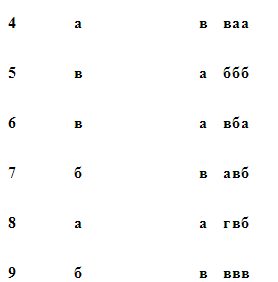 4 а в ваа
5 в а ббб
6 в а вба
7 б в авб
8 а а гвб
9 б в ввв